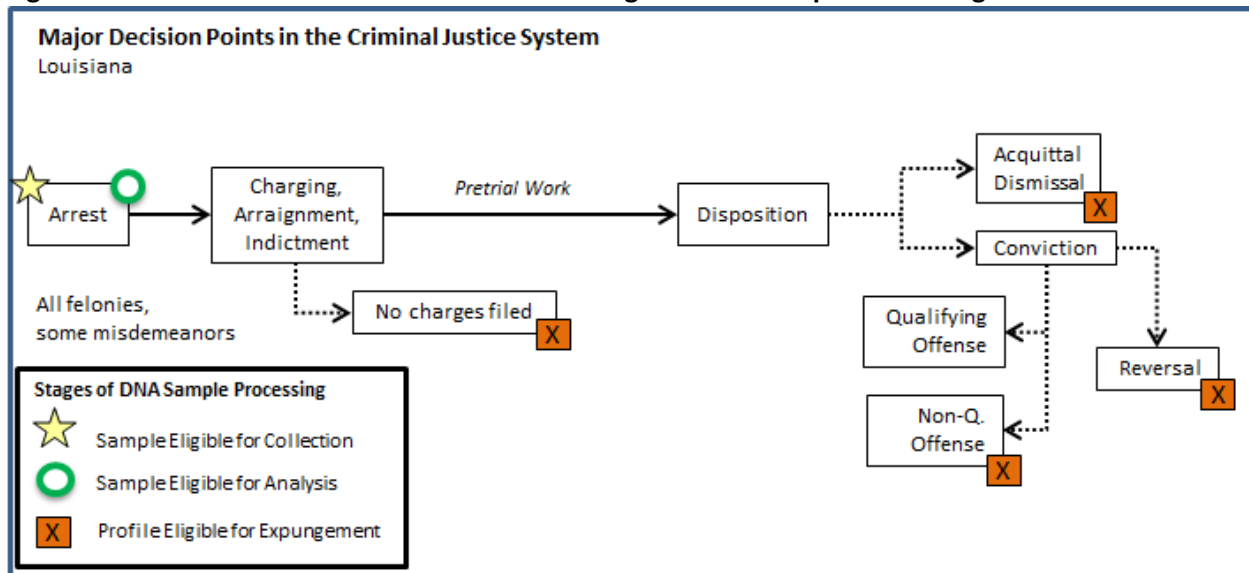 Major Decision Points in the Criminal Justice System
Louisiana
Arrest
Charging,
Arraignment,
Indictment
Pretrial Work
Disposition
Acquittal
Dismissal
X
Conviction
All felonies,
some misdemeanors
No charges filed
X
Qualifying
Offense
Reversal
X
Non-Q.
Offense
X
Stages of DNA Sample Processing
Sample Eligible for Collection
Sample Eligible for Analysis
X Profile Eligible for Expungement